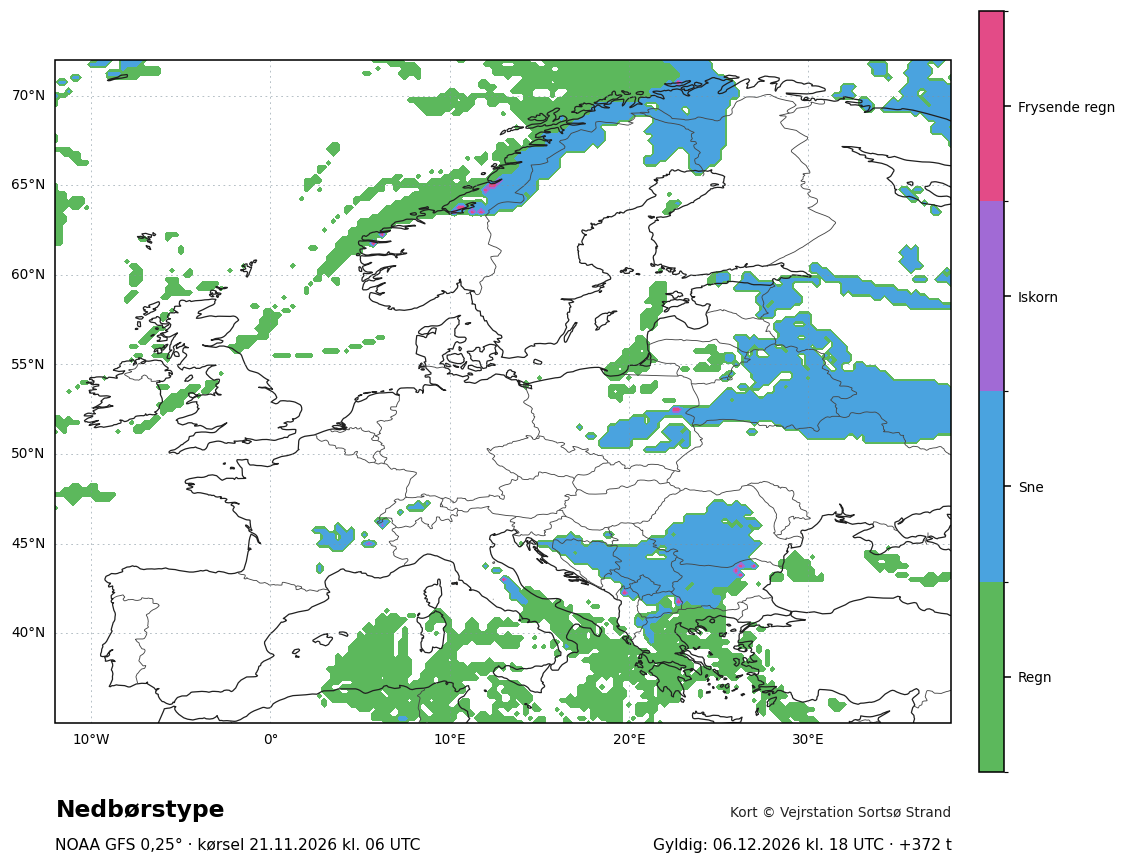 70°N
65°N
60°N
55°N
50°N
45°N
40°N
10°W
0°
10°E
20°E
30°E
Frysende regn
Iskorn
Sne
Regn
Nedbørstype
Kort © Vejrstation Sortsø Strand
NOAA GFS 0,25° · kørsel 21.11.2026 kl. 06 UTC
Gyldig: 06.12.2026 kl. 18 UTC · +372 t